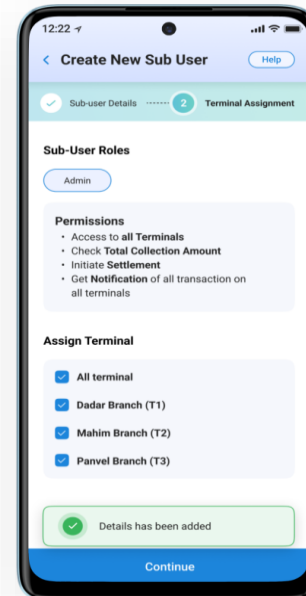 12:22
Create New Sub User
Help
Sub-user Details
2
Terminal Assignment
Sub-User Roles
Admin
Permissions
• Access to all Terminals
• Check Total Collection Amount
• Initiate Settlement
• Get Notification of all transaction on
all terminals
Assign Terminal
All terminal
Dadar Branch (T1)
Mahim Branch (T2)
Panvel Branch (T3)
Details has been added
Continue